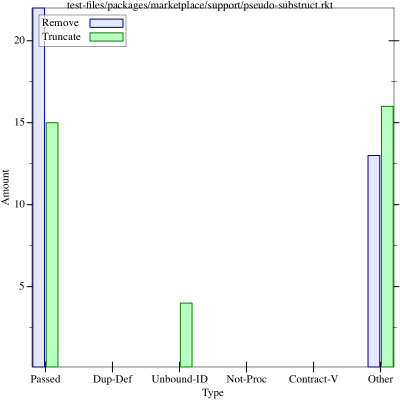 test-files/packages/marketplace/support/pseudo-substruct.rkt
Remove
Truncate
20
15
10
5
Amount
Passed Dup-Def Unbound-ID Not-Proc Contract-V Other
Type